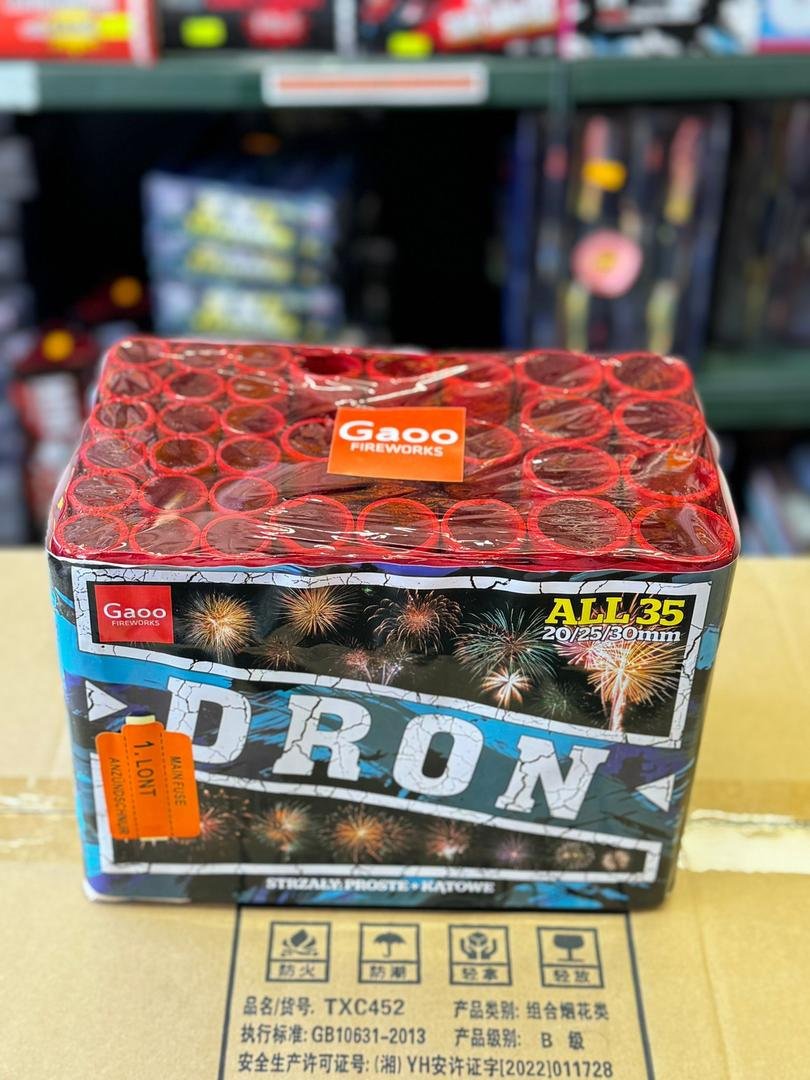 Gaoo
FIREWORKS
Gaoo
FIREWORKS
ALL 35
20/25/30mm
DRON
1. LONT
MAIN FUSE
ANZÜNDSCHNUR
STRZAŁY: PROSTE + KĄTOWE
防火
防潮
轻拿
轻放
品名/货号. TXC452 产品类别: 组合烟花类
执行标准: GB10631-2013 产品级别: B 级
安全生产许可证号: (湘) YH安许证字[2022]011728